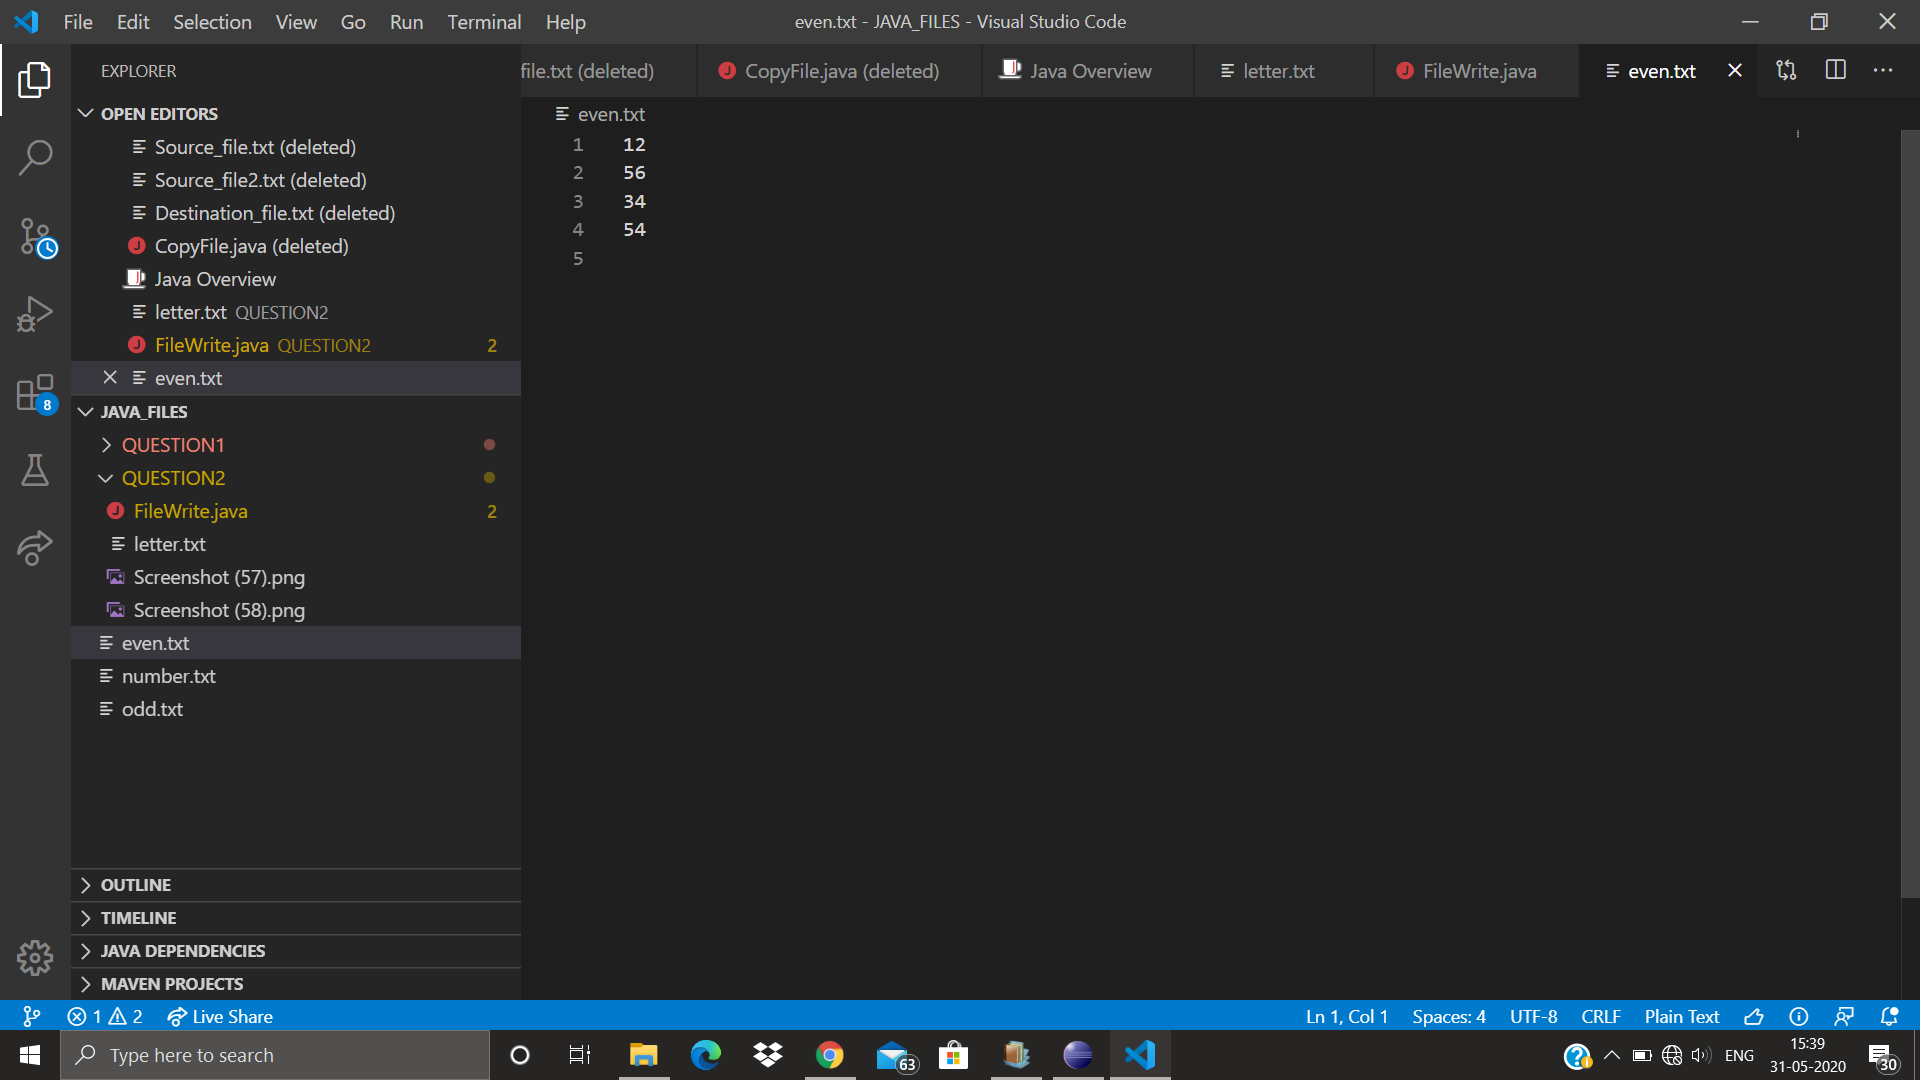 File Edit Selection View Go Run Terminal Help
even.txt - JAVA_FILES - Visual Studio Code
EXPLORER
OPEN EDITORS
Source_file.txt (deleted)
Source_file2.txt (deleted)
Destination_file.txt (deleted)
CopyFile.java (deleted)
Java Overview
letter.txt QUESTION2
FileWrite.java QUESTION2 2
even.txt
JAVA_FILES
QUESTION1
QUESTION2
FileWrite.java 2
letter.txt
Screenshot (57).png
Screenshot (58).png
even.txt
number.txt
odd.txt
OUTLINE
TIMELINE
JAVA DEPENDENCIES
MAVEN PROJECTS
8
file.txt (deleted) CopyFile.java (deleted) Java Overview letter.txt FileWrite.java even.txt
even.txt
1 12
2 56
3 34
4 54
5
1 2 Live Share
Ln 1, Col 1 Spaces: 4 UTF-8 CRLF Plain Text
Type here to search
63
ENG
15:39
31-05-2020
30